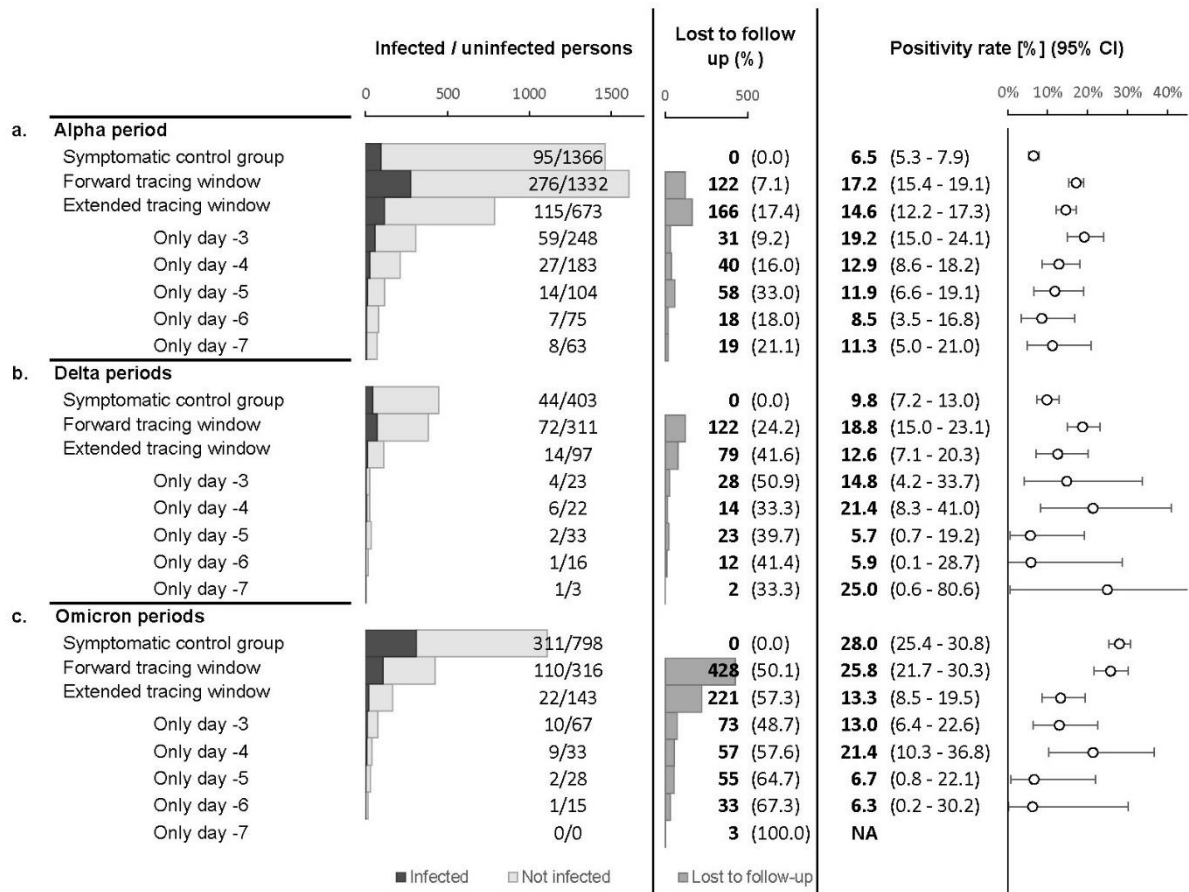 Infected / uninfected persons Lost to follow up (%) Positivity rate [%] (95% CI)
0 500 1000 1500 0 500 0% 10% 20% 30% 40%
a. Alpha period
Symptomatic control group 95/1366 0 (0.0) 6.5 (5.3 - 7.9)
Forward tracing window 276/1332 122 (7.1) 17.2 (15.4 - 19.1)
Extended tracing window 115/673 166 (17.4) 14.6 (12.2 - 17.3)
Only day -3 59/248 31 (9.2) 19.2 (15.0 - 24.1)
Only day -4 27/183 40 (16.0) 12.9 (8.6 - 18.2)
Only day -5 14/104 58 (33.0) 11.9 (6.6 - 19.1)
Only day -6 7/75 18 (18.0) 8.5 (3.5 - 16.8)
Only day -7 8/63 19 (21.1) 11.3 (5.0 - 21.0)
b. Delta periods
Symptomatic control group 44/403 0 (0.0) 9.8 (7.2 - 13.0)
Forward tracing window 72/311 122 (24.2) 18.8 (15.0 - 23.1)
Extended tracing window 14/97 79 (41.6) 12.6 (7.1 - 20.3)
Only day -3 4/23 28 (50.9) 14.8 (4.2 - 33.7)
Only day -4 6/22 14 (33.3) 21.4 (8.3 - 41.0)
Only day -5 2/33 23 (39.7) 5.7 (0.7 - 19.2)
Only day -6 1/16 12 (41.4) 5.9 (0.1 - 28.7)
Only day -7 1/3 2 (33.3) 25.0 (0.6 - 80.6)
c. Omicron periods
Symptomatic control group 311/798 0 (0.0) 28.0 (25.4 - 30.8)
Forward tracing window 110/316 428 (50.1) 25.8 (21.7 - 30.3)
Extended tracing window 22/143 221 (57.3) 13.3 (8.5 - 19.5)
Only day -3 10/67 73 (48.7) 13.0 (6.4 - 22.6)
Only day -4 9/33 57 (57.6) 21.4 (10.3 - 36.8)
Only day -5 2/28 55 (64.7) 6.7 (0.8 - 22.1)
Only day -6 1/15 33 (67.3) 6.3 (0.2 - 30.2)
Only day -7 0/0 3 (100.0) NA
Infected Not infected Lost to follow-up